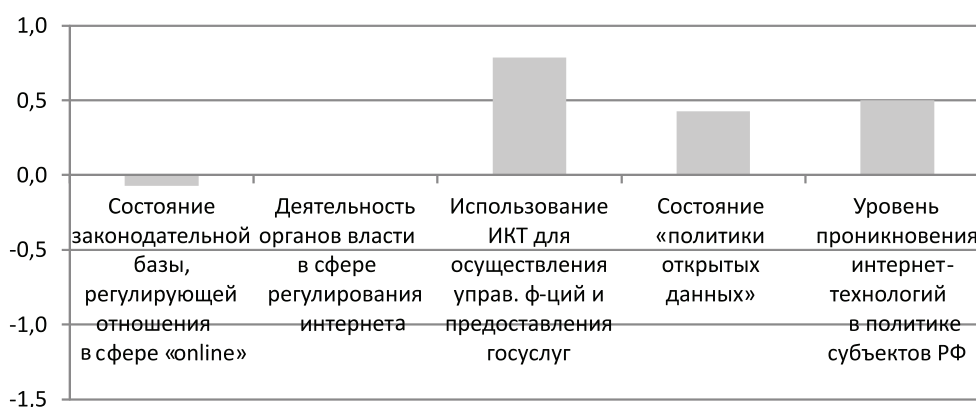 1,0
0,5
0,0
-0,5
-1,0
-1.5
Состояние
законодательной
базы,
регулирующей
отношения
в сфере «online»
Деятельность
органов власти
в сфере
регулирования
интернета
Использование
ИКТ для
осуществления
управ. ф-ций и
предоставления
госуслуг
Состояние
«политики
открытых
данных»
Уровень
проникновения
интернет-
технологий
в политике
субъектов РФ